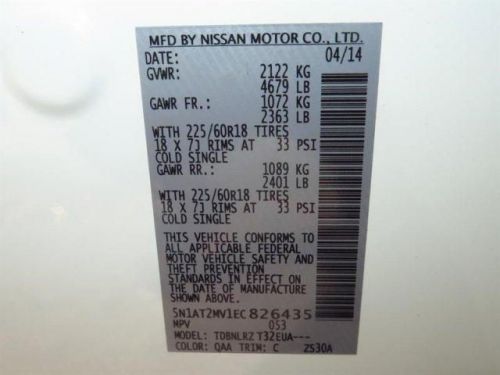 MFD BY NISSAN MOTOR CO., LTD.
DATE: 04/14
GVWR: 2122 KG
4679 LB
GAWR FR.: 1072 KG
2363 LB
WITH 225/60R18 TIRES
18 X 7J RIMS AT 33 PSI
COLD SINGLE
GAWR RR.: 1089 KG
2401 LB
WITH 225/60R18 TIRES
18 X 7J RIMS AT 33 PSI
COLD SINGLE
THIS VEHICLE CONFORMS TO
ALL APPLICABLE FEDERAL
MOTOR VEHICLE SAFETY AND
THEFT PREVENTION
STANDARDS IN EFFECT ON
THE DATE OF MANUFACTURE
SHOWN ABOVE.
5N1AT2MV1EC826435
MPV 053
MODEL: TDBNLRZ T32EUA---
COLOR: QAA TRIM: C 2S30A